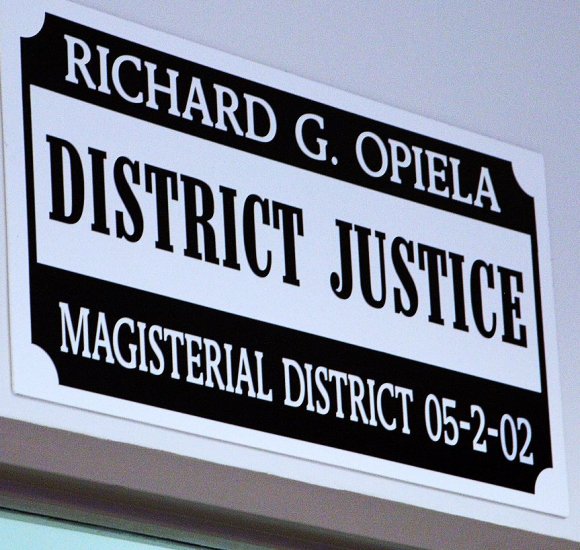 RICHARD G. OPIELA
DISTRICT JUSTICE
MAGISTERIAL DISTRICT 05-2-02